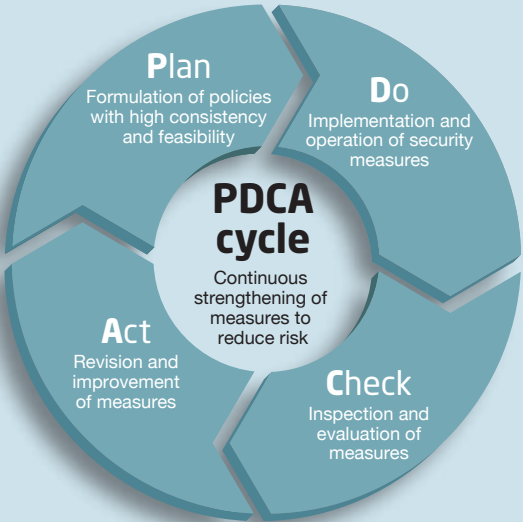 Plan
Formulation of policies
with high consistency
and feasibility
Do
Implementation and
operation of security
measures
PDCA
cycle
Continuous
strengthening of
measures to
reduce risk
Act
Revision and
improvement
of measures
Check
Inspection and
evaluation of
measures